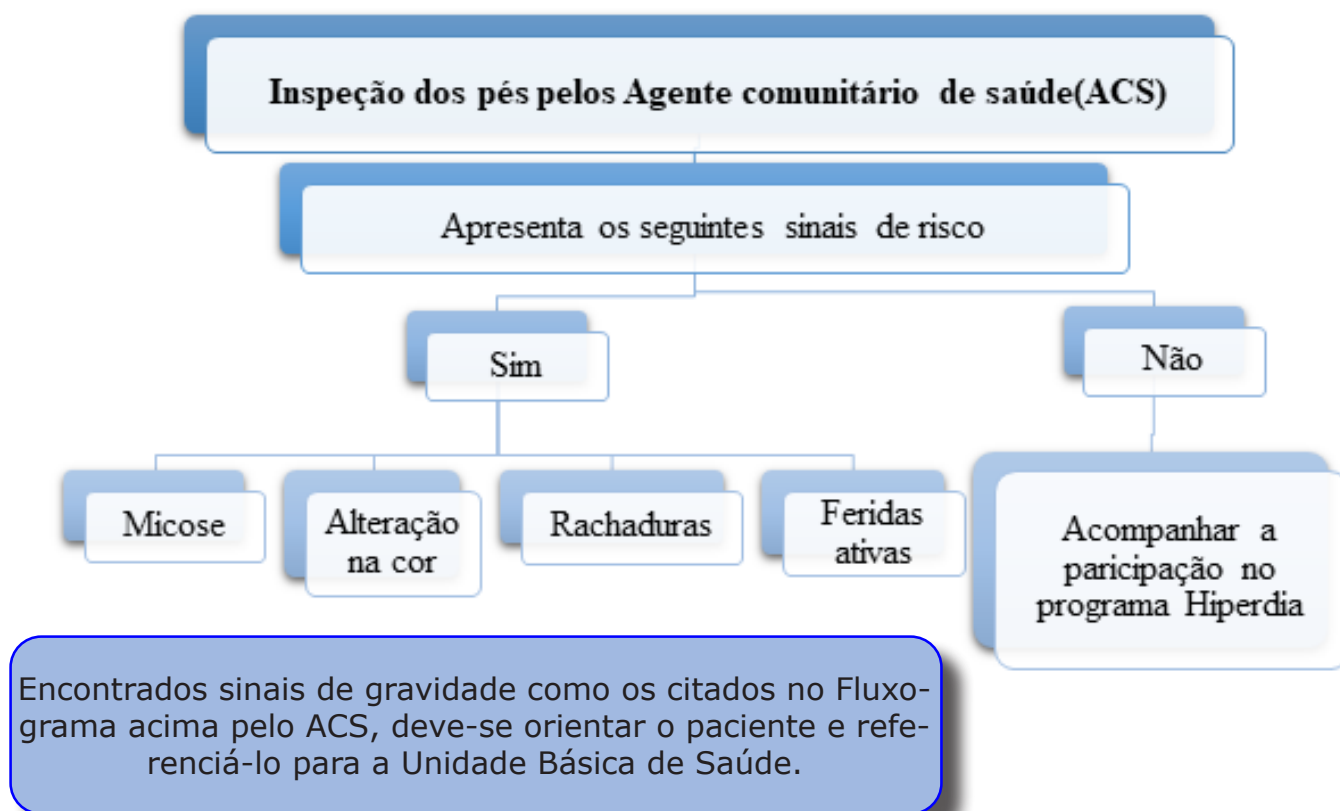 Inspeção dos pés pelos Agente comunitário de saúde(ACS)
Apresenta os seguintes sinais de risco
Sim
Não
Micose
Alteração
na cor
Rachaduras
Feridas
ativas
Acompanhar a
paricipação no
programa Hiperdia
Encontrados sinais de gravidade como os citados no Fluxo-
grama acima pelo ACS, deve-se orientar o paciente e refe-
renciá-lo para a Unidade Básica de Saúde.